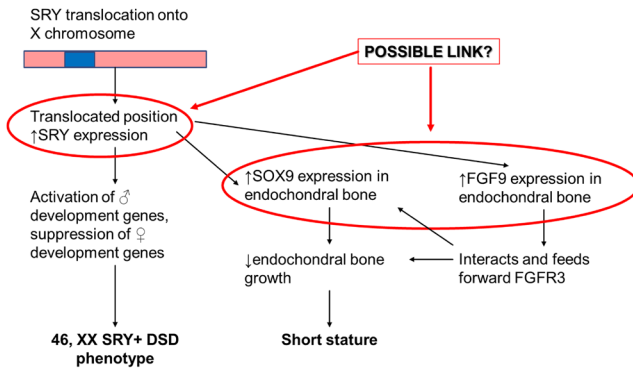 SRY translocation onto
X chromosome
POSSIBLE LINK?
Translocated position
↑SRY expression
↑SOX9 expression in
endochondral bone
↑FGF9 expression in
endochondral bone
Activation of ♂
development genes,
suppression of ♀
development genes
↓endochondral bone
growth
Interacts and feeds
forward FGFR3
46, XX SRY+ DSD
phenotype
Short stature